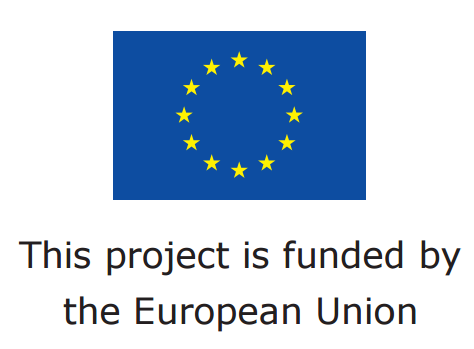 This project is funded by
the European Union